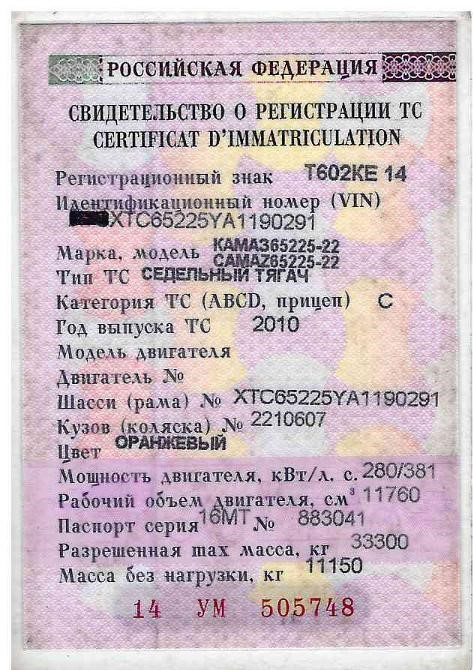 РОССИЙСКАЯ ФЕДЕРАЦИЯ
СВИДЕТЕЛЬСТВО О РЕГИСТРАЦИИ ТС
CERTIFICAT D'IMMATRICULATION
Регистрационный знак Т602КЕ 14
Идентификационный номер (VIN)
XTC65225YA1190291
Марка, модель КАМАЗ65225-22
CAMAZ65225-22
Тип ТС СЕДЕЛЬНЫЙ ТЯГАЧ
Категория ТС (ABCD, прицеп) C
Год выпуска ТС 2010
Модель двигателя
Двигатель №
Шасси (рама) № XTC65225YA1190291
Кузов (коляска) № 2210607
Цвет ОРАНЖЕВЫЙ
Мощность двигателя, кВт/л. с. 280/381
Рабочий объем двигателя, см³ 11760
Паспорт серия 16МТ № 883041
Разрешенная max масса, кг 33300
Масса без нагрузки, кг 11150
14 УМ 505748